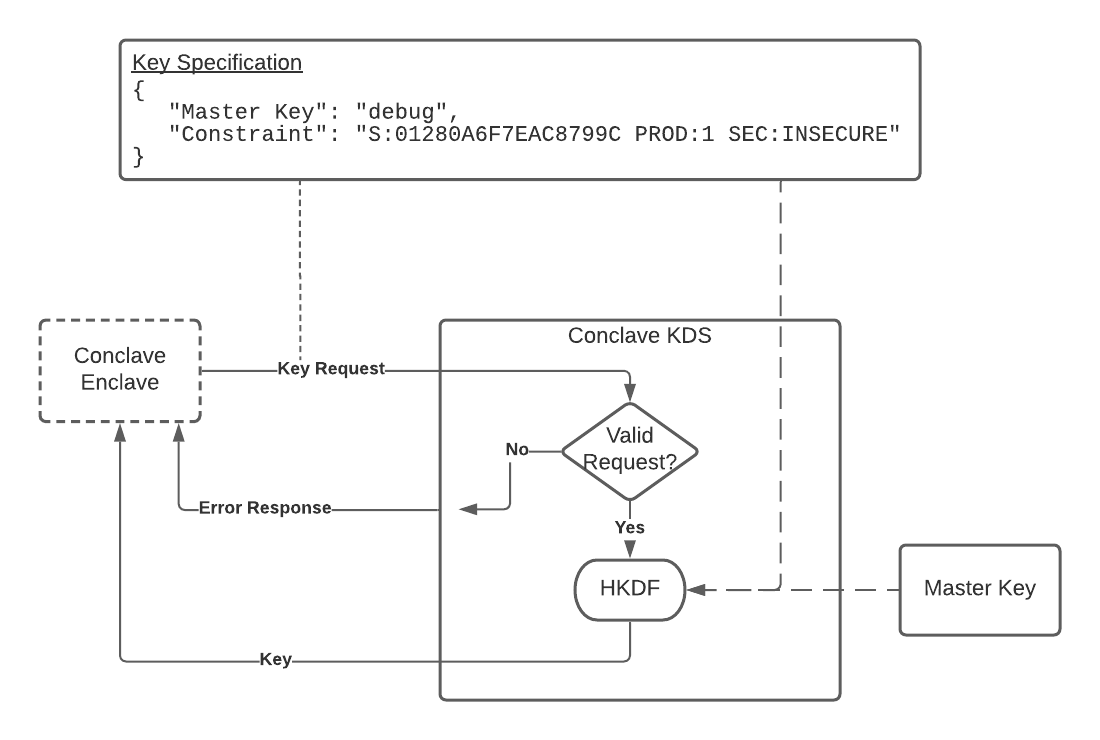 Key Specification
{
"Master Key": "debug",
"Constraint": "S:01280A6F7EAC8799C PROD:1 SEC:INSECURE"
}
Conclave KDS
Conclave
Enclave
Key Request
Valid
Request?
No
Error Response
Yes
HKDF
Master Key
Key